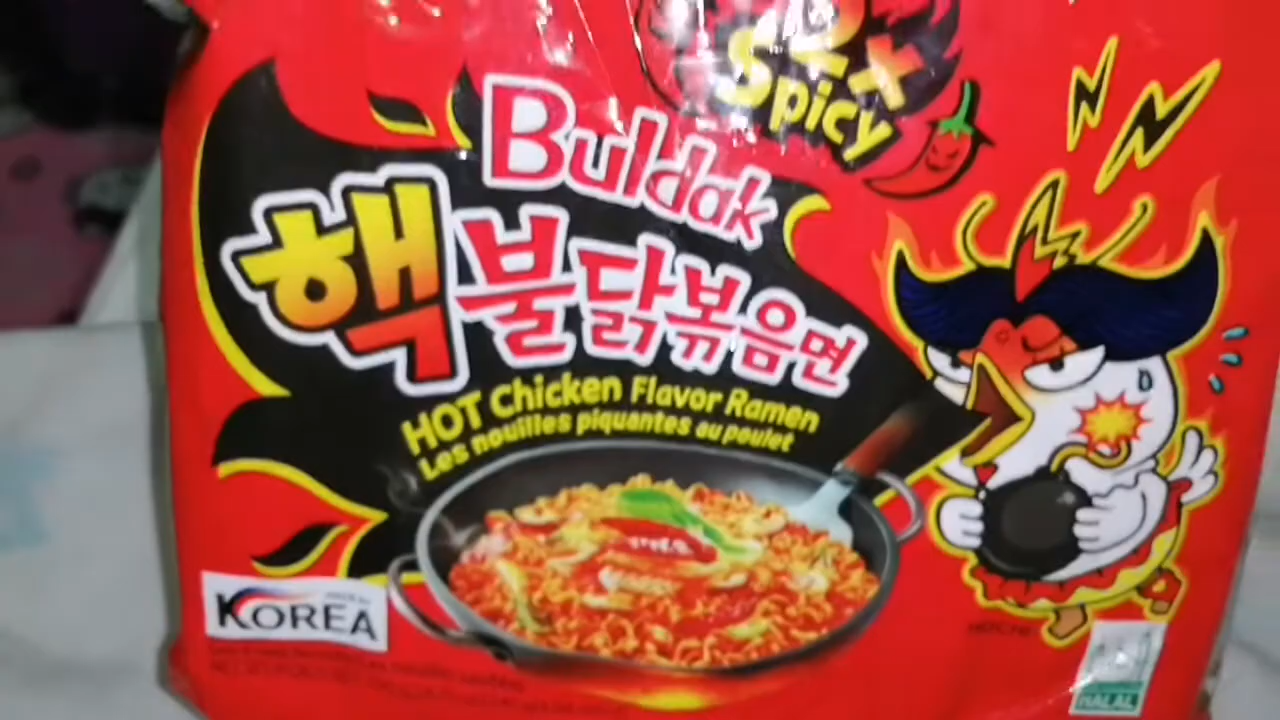 2x
Spicy
Buldak
핵불닭볶음면
HOT Chicken Flavor Ramen
Les nouilles piquantes au poulet
KOREA
HALAL